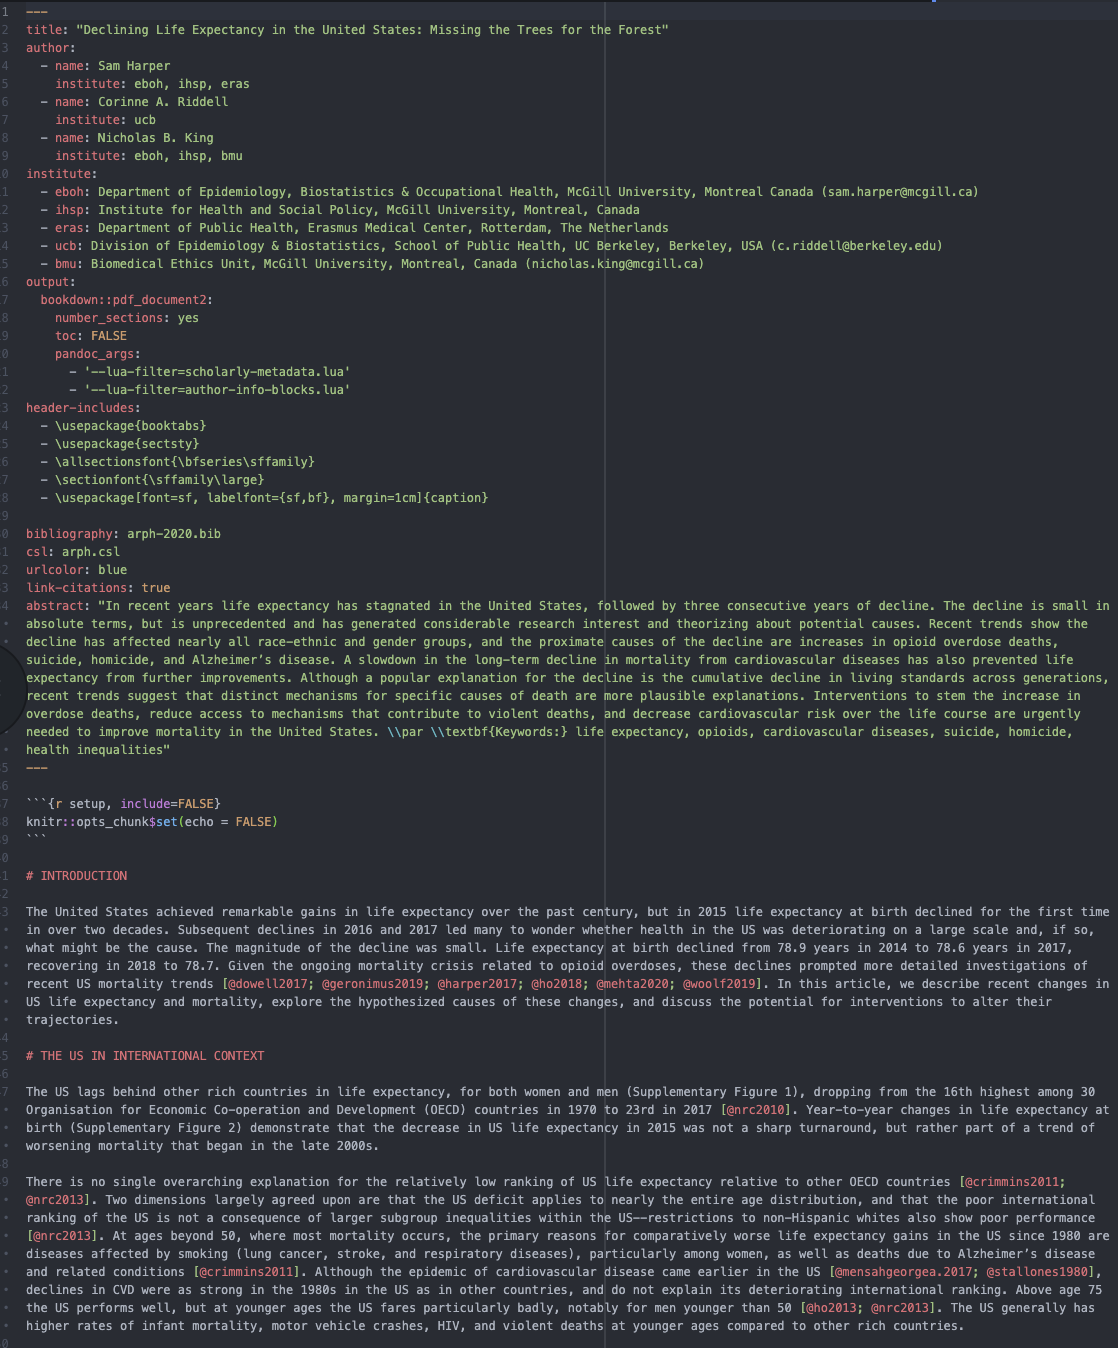 1 ---
2 title: "Declining Life Expectancy in the United States: Missing the Trees for the Forest"
3 author:
4 - name: Sam Harper
5 institute: eboh, ihsp, eras
6 - name: Corinne A. Riddell
7 institute: ucb
8 - name: Nicholas B. King
9 institute: eboh, ihsp, bmu
0 institute:
1 - eboh: Department of Epidemiology, Biostatistics & Occupational Health, McGill University, Montreal Canada (sam.harper@mcgill.ca)
2 - ihsp: Institute for Health and Social Policy, McGill University, Montreal, Canada
3 - eras: Department of Public Health, Erasmus Medical Center, Rotterdam, The Netherlands
4 - ucb: Division of Epidemiology & Biostatistics, School of Public Health, UC Berkeley, Berkeley, USA (c.riddell@berkeley.edu)
5 - bmu: Biomedical Ethics Unit, McGill University, Montreal, Canada (nicholas.king@mcgill.ca)
6 output:
7 bookdown::pdf_document2:
8 number_sections: yes
9 toc: FALSE
0 pandoc_args:
1 - '--lua-filter=scholarly-metadata.lua'
2 - '--lua-filter=author-info-blocks.lua'
3 header-includes:
4 - \usepackage{booktabs}
5 - \usepackage{sectsty}
6 - \allsectionsfont{\bfseries\sffamily}
7 - \sectionfont{\sffamily\large}
8 - \usepackage[font=sf, labelfont={sf,bf}, margin=1cm]{caption}
9
0 bibliography: arph-2020.bib
1 csl: arph.csl
2 urlcolor: blue
3 link-citations: true
4 abstract: "In recent years life expectancy has stagnated in the United States, followed by three consecutive years of decline. The decline is small in
absolute terms, but is unprecedented and has generated considerable research interest and theorizing about potential causes. Recent trends show the
decline has affected nearly all race-ethnic and gender groups, and the proximate causes of the decline are increases in opioid overdose deaths,
suicide, homicide, and Alzheimer's disease. A slowdown in the long-term decline in mortality from cardiovascular diseases has also prevented life
expectancy from further improvements. Although a popular explanation for the decline is the cumulative decline in living standards across generations,
recent trends suggest that distinct mechanisms for specific causes of death are more plausible explanations. Interventions to stem the increase in
overdose deaths, reduce access to mechanisms that contribute to violent deaths, and decrease cardiovascular risk over the life course are urgently
needed to improve mortality in the United States. \\par \\textbf{Keywords:} life expectancy, opioids, cardiovascular diseases, suicide, homicide,
health inequalities"
5 ---
6
7 ```{r setup, include=FALSE}
8 knitr::opts_chunk$set(echo = FALSE)
9 ```
0
1 # INTRODUCTION
2
3 The United States achieved remarkable gains in life expectancy over the past century, but in 2015 life expectancy at birth declined for the first time
in over two decades. Subsequent declines in 2016 and 2017 led many to wonder whether health in the US was deteriorating on a large scale and, if so,
what might be the cause. The magnitude of the decline was small. Life expectancy at birth declined from 78.9 years in 2014 to 78.6 years in 2017,
recovering in 2018 to 78.7. Given the ongoing mortality crisis related to opioid overdoses, these declines prompted more detailed investigations of
recent US mortality trends [@dowell2017; @geronimus2019; @harper2017; @ho2018; @mehta2020; @woolf2019]. In this article, we describe recent changes in
US life expectancy and mortality, explore the hypothesized causes of these changes, and discuss the potential for interventions to alter their
trajectories.
4
5 # THE US IN INTERNATIONAL CONTEXT
6
7 The US lags behind other rich countries in life expectancy, for both women and men (Supplementary Figure 1), dropping from the 16th highest among 30
Organisation for Economic Co-operation and Development (OECD) countries in 1970 to 23rd in 2017 [@nrc2010]. Year-to-year changes in life expectancy at
birth (Supplementary Figure 2) demonstrate that the decrease in US life expectancy in 2015 was not a sharp turnaround, but rather part of a trend of
worsening mortality that began in the late 2000s.
8
9 There is no single overarching explanation for the relatively low ranking of US life expectancy relative to other OECD countries [@crimmins2011;
@nrc2013]. Two dimensions largely agreed upon are that the US deficit applies to nearly the entire age distribution, and that the poor international
ranking of the US is not a consequence of larger subgroup inequalities within the US--restrictions to non-Hispanic whites also show poor performance
[@nrc2013]. At ages beyond 50, where most mortality occurs, the primary reasons for comparatively worse life expectancy gains in the US since 1980 are
diseases affected by smoking (lung cancer, stroke, and respiratory diseases), particularly among women, as well as deaths due to Alzheimer's disease
and related conditions [@crimmins2011]. Although the epidemic of cardiovascular disease came earlier in the US [@mensahgeorgea.2017; @stallones1980],
declines in CVD were as strong in the 1980s in the US as in other countries, and do not explain its deteriorating international ranking. Above age 75
the US performs well, but at younger ages the US fares particularly badly, notably for men younger than 50 [@ho2013; @nrc2013]. The US generally has
higher rates of infant mortality, motor vehicle crashes, HIV, and violent deaths at younger ages compared to other rich countries.
0